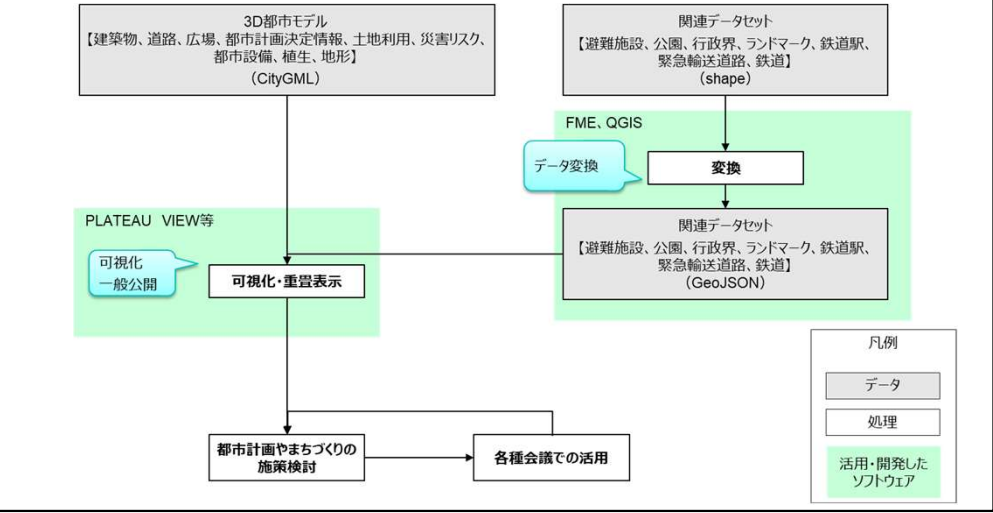 3D都市モデル
【建築物、道路、広場、都市計画決定情報、土地利用、災害リスク、
都市設備、植生、地形】
（CityGML）
関連データセット
【避難施設、公園、行政界、ランドマーク、鉄道駅、
緊急輸送道路、鉄道】
（shape）
FME、QGIS
データ変換
変換
関連データセット
【避難施設、公園、行政界、ランドマーク、鉄道駅、
緊急輸送道路、鉄道】
（GeoJSON）
PLATEAU　VIEW等
可視化
一般公開
可視化・重畳表示
都市計画やまちづくりの
施策検討
各種会議での活用
凡例
データ
処理
活用・開発した
ソフトウェア